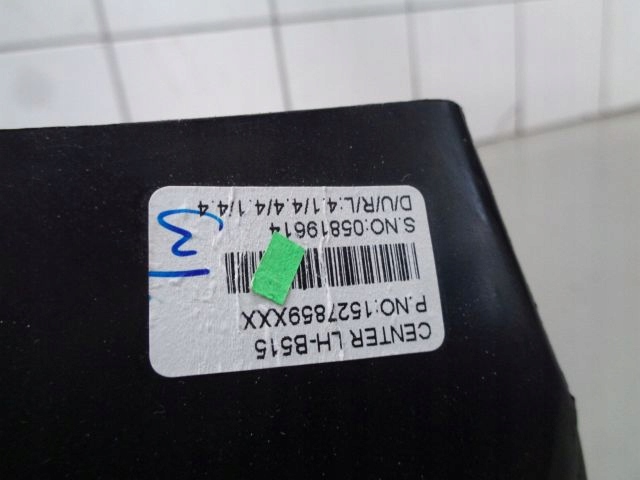 CENTER LH-B515
P.NO:1527859XXX
S.NO:05819614
D/U/R/L:4.1/4.4/4.1/4.4